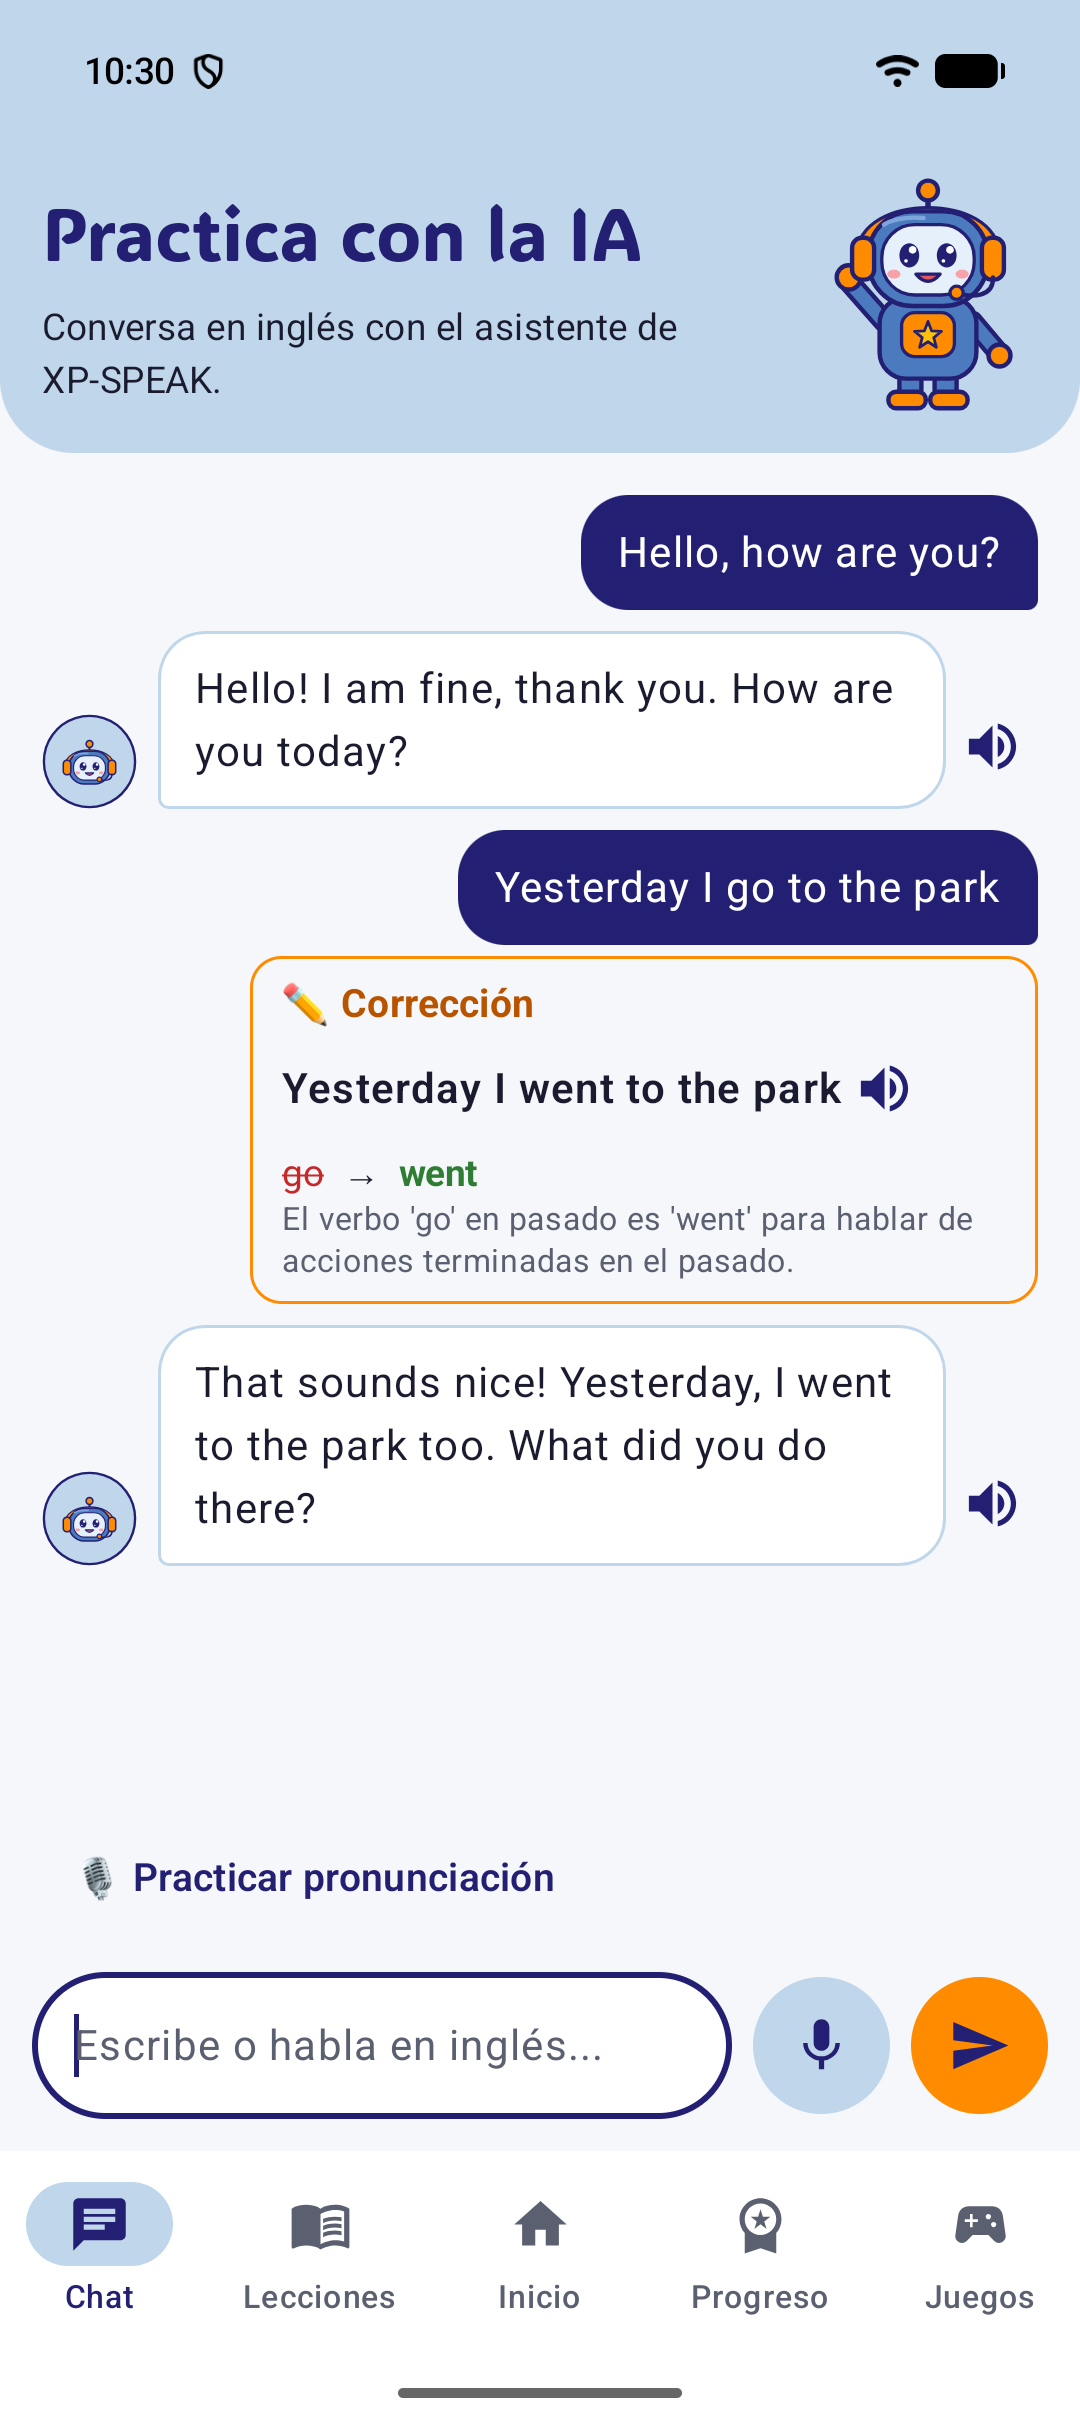 10:30
Practica con la IA
Conversa en inglés con el asistente de
XP-SPEAK.
Hello, how are you?
Hello! I am fine, thank you. How are
you today?
Yesterday I go to the park
✏️ Corrección
Yesterday I went to the park
go → went
El verbo 'go' en pasado es 'went' para hablar de
acciones terminadas en el pasado.
That sounds nice! Yesterday, I went
to the park too. What did you do
there?
🎙️ Practicar pronunciación
Escribe o habla en inglés...
Chat
Lecciones
Inicio
Progreso
Juegos